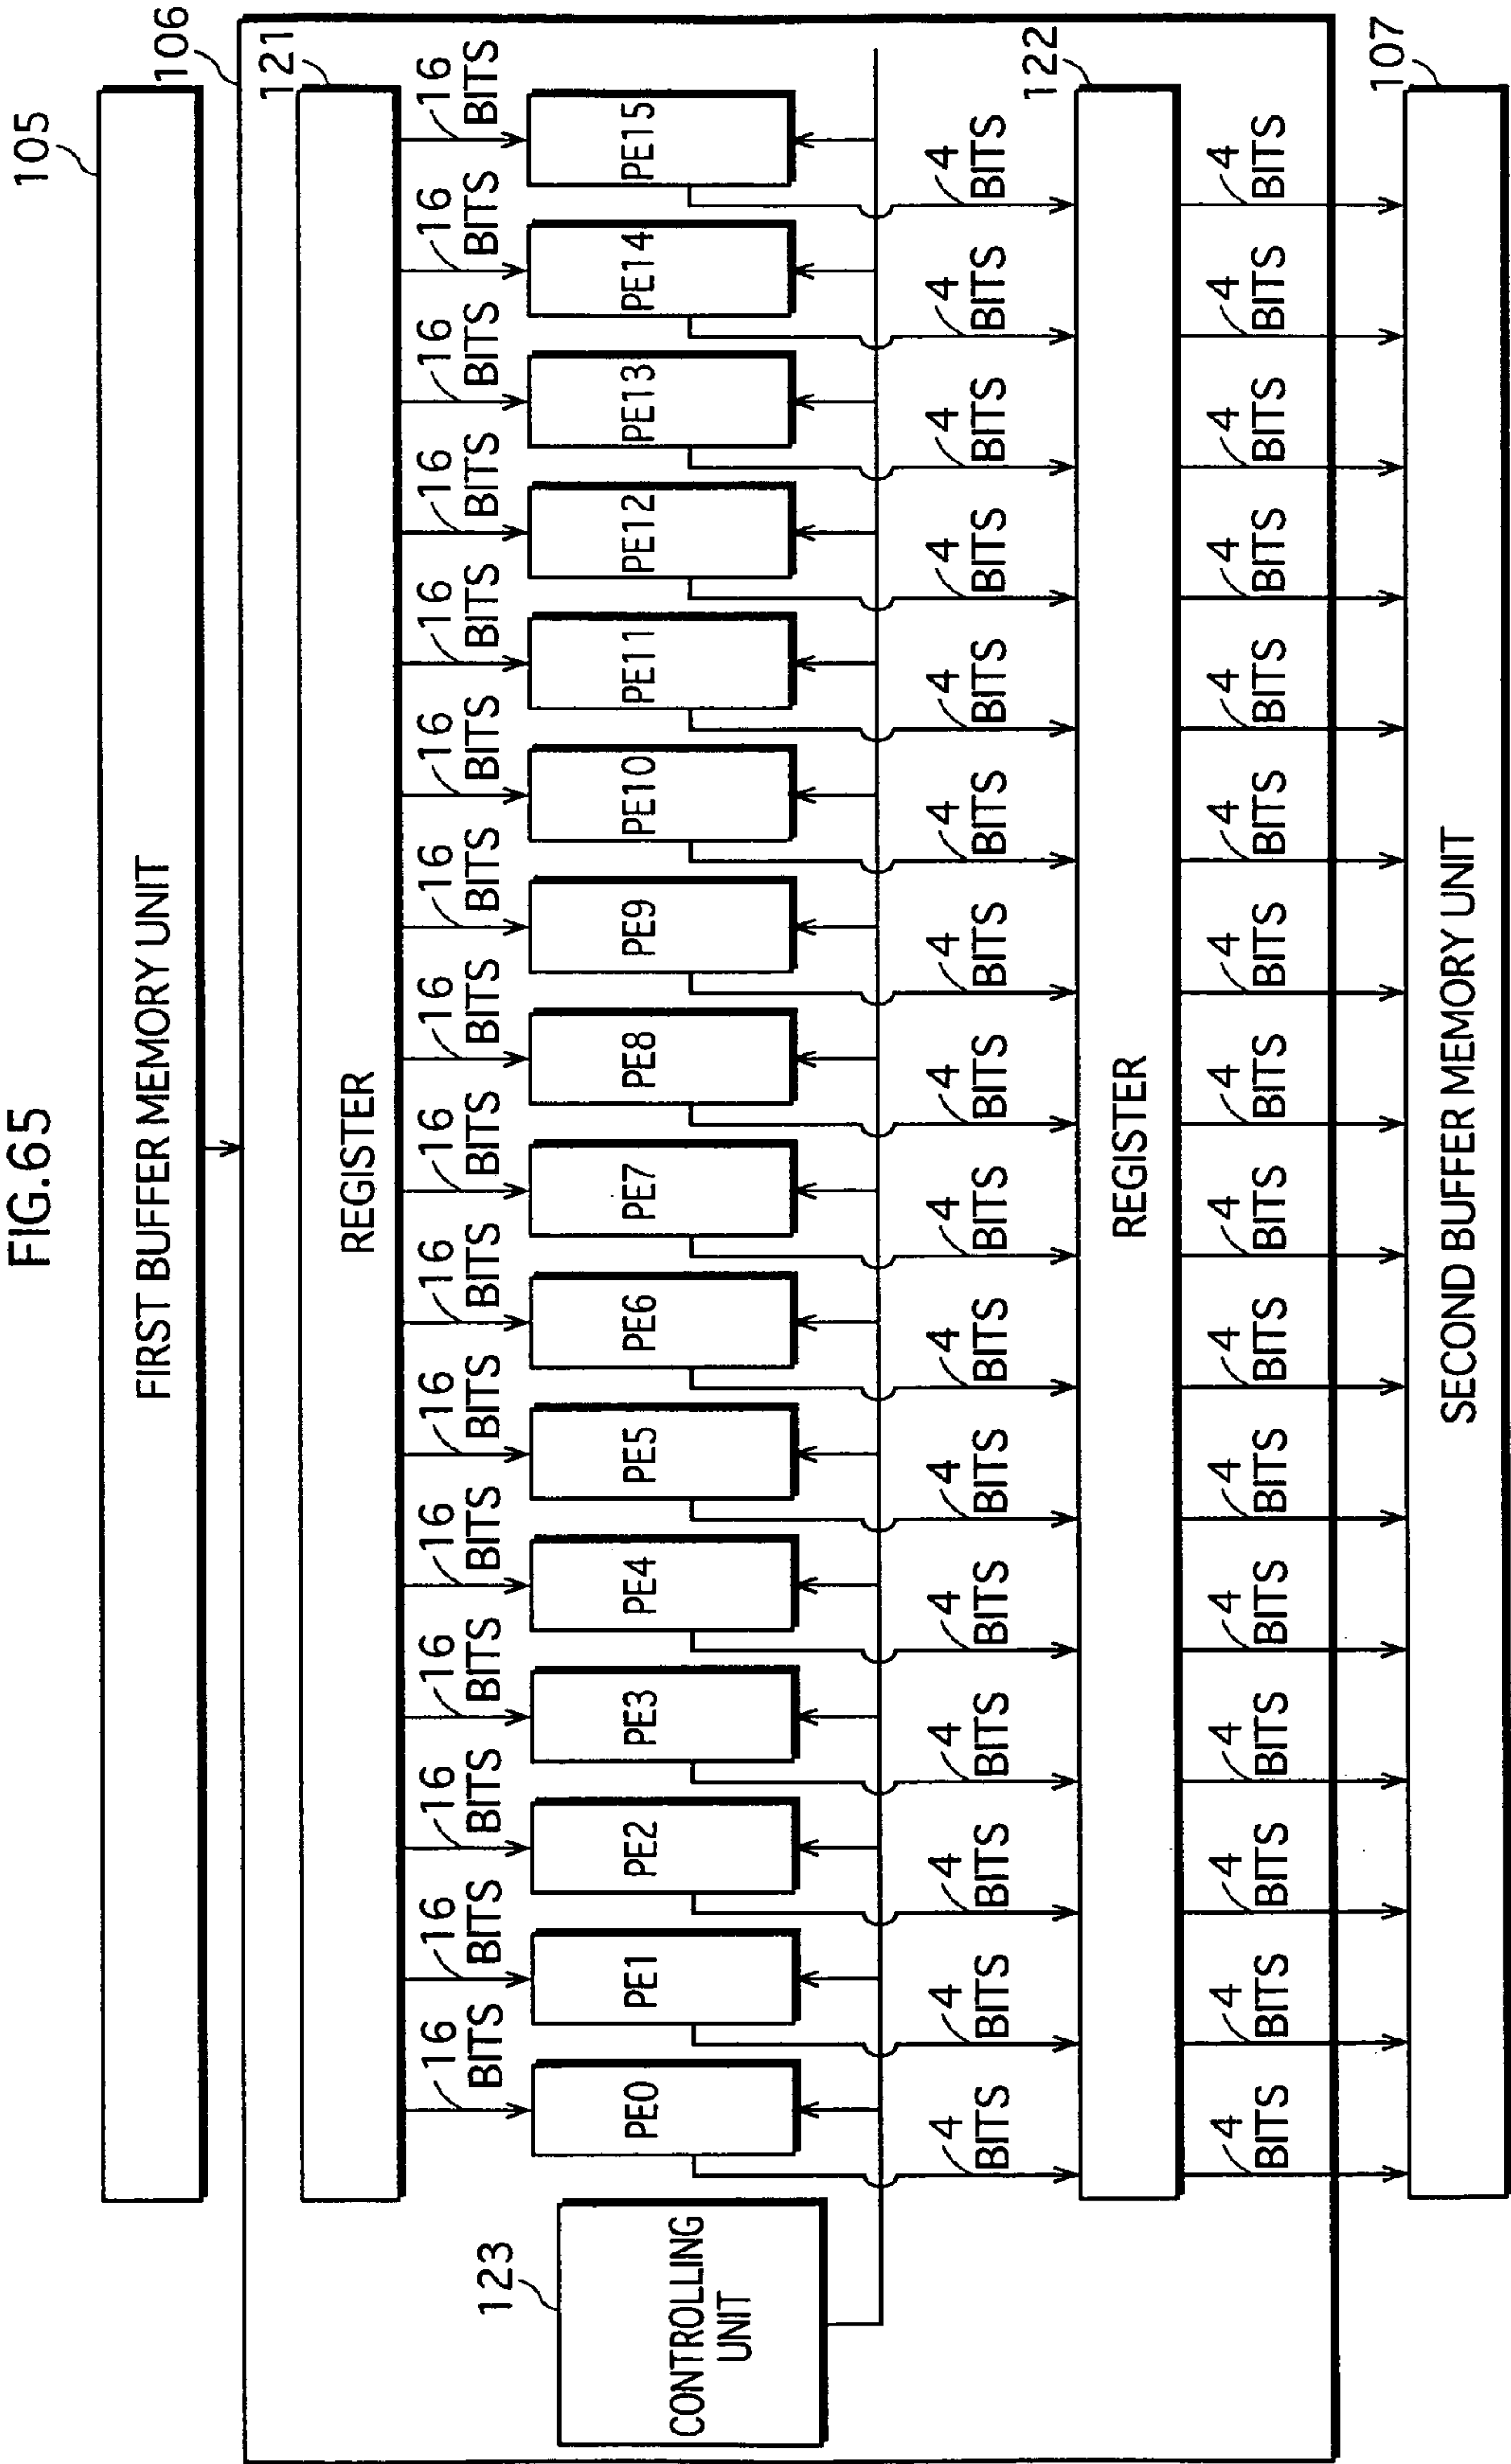 FIG.65
105
FIRST BUFFER MEMORY UNIT
106
121
REGISTER
16 16 16 16 16 16 16 16 16 16 16 16 16 16 16 16
BITS BITS BITS BITS BITS BITS BITS BITS BITS BITS BITS BITS BITS BITS BITS BITS
123
CONTROLLING
UNIT
PE0 PE1 PE2 PE3 PE4 PE5 PE6 PE7 PE8 PE9 PE10 PE11 PE12 PE13 PE14 PE15
4 4 4 4 4 4 4 4 4 4 4 4 4 4 4 4
BITS BITS BITS BITS BITS BITS BITS BITS BITS BITS BITS BITS BITS BITS BITS BITS
122
REGISTER
4 4 4 4 4 4 4 4 4 4 4 4 4 4 4 4
BITS BITS BITS BITS BITS BITS BITS BITS BITS BITS BITS BITS BITS BITS BITS BITS
107
SECOND BUFFER MEMORY UNIT